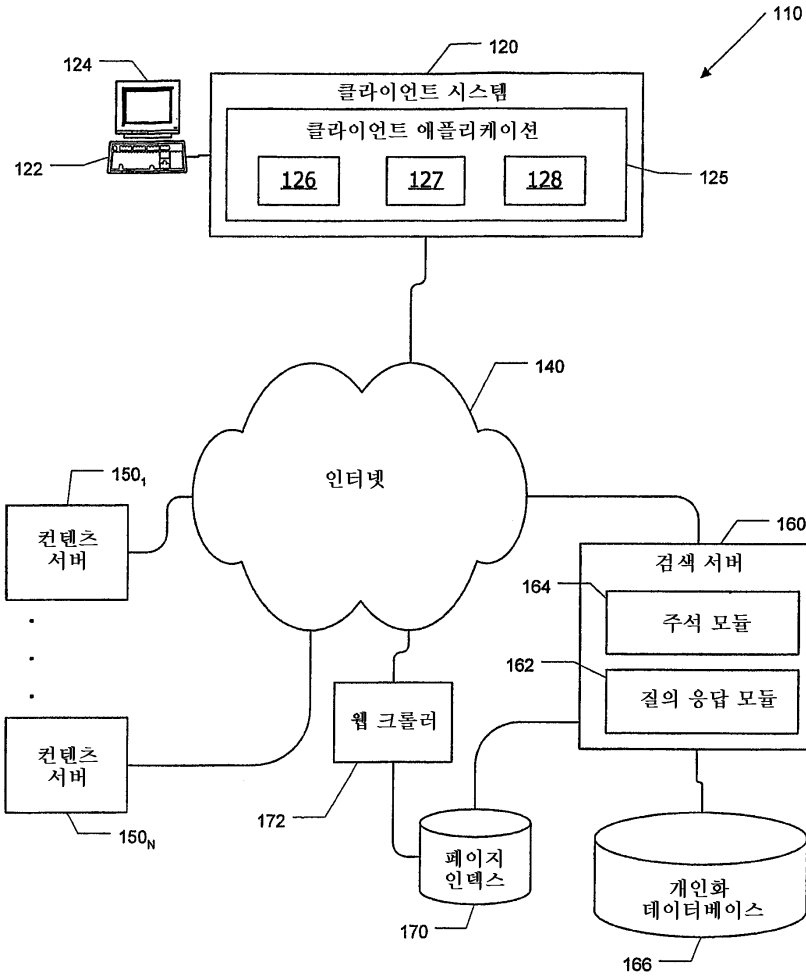 110
120
124
클라이언트 시스템
클라이언트 애플리케이션
122
126
127
128
125
140
인터넷
150₁
컨텐츠
서버
160
검색 서버
164
주석 모듈
162
질의 응답 모듈
웹 크롤러
172
컨텐츠
서버
150ₙ
페이지
인덱스
170
개인화
데이터베이스
166